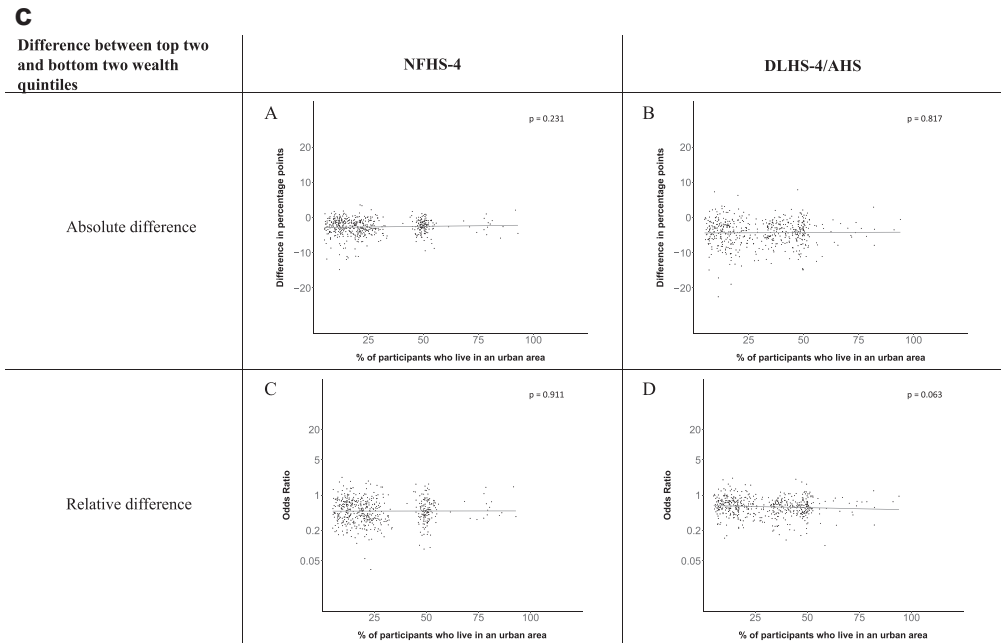 C
Difference between top two
and bottom two wealth
quintiles
NFHS-4
DLHS-4/AHS
Absolute difference
A
p = 0.231
Difference in percentage points
20
10
0
−10
−20
25
50
75
100
% of participants who live in an urban area
B
p = 0.817
Difference in percentage points
20
10
0
−10
−20
25
50
75
100
% of participants who live in an urban area
Relative difference
C
p = 0.911
Odds Ratio
20
5
1
0.2
0.05
25
50
75
100
% of participants who live in an urban area
D
p = 0.063
Odds Ratio
20
5
1
0.2
0.05
25
50
75
100
% of participants who live in an urban area